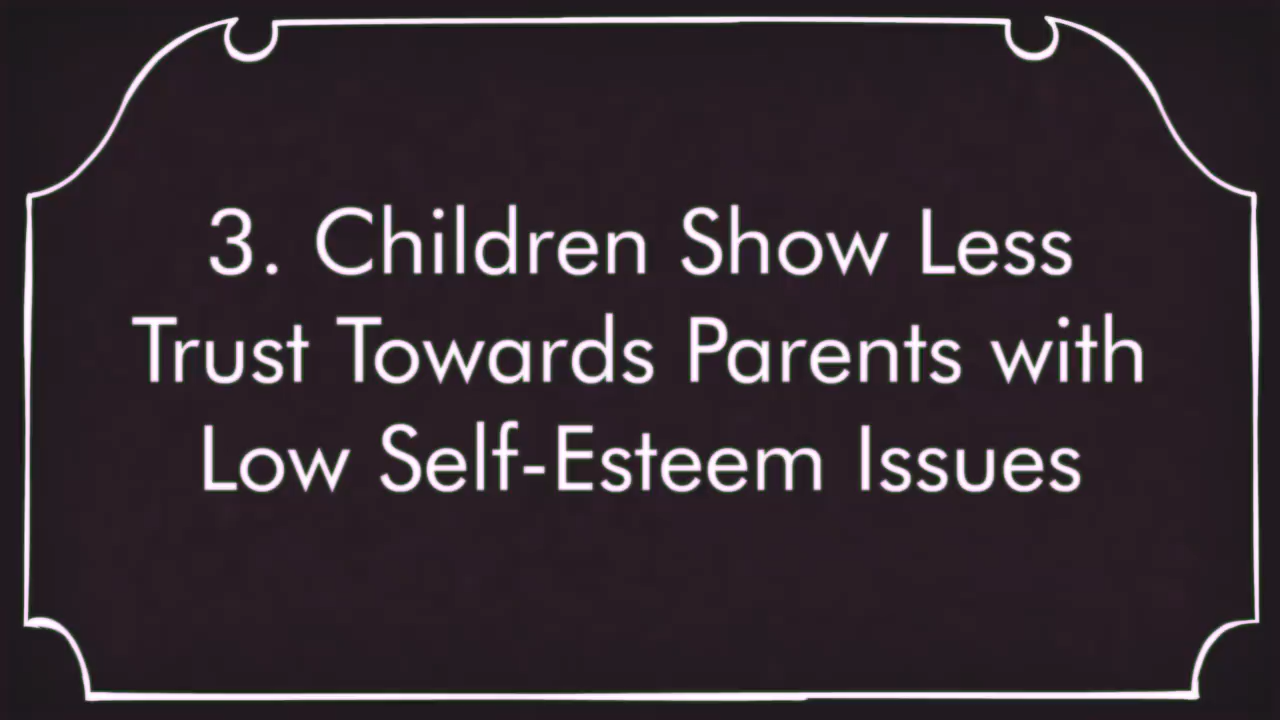 3. Children Show Less
Trust Towards Parents with
Low Self-Esteem Issues